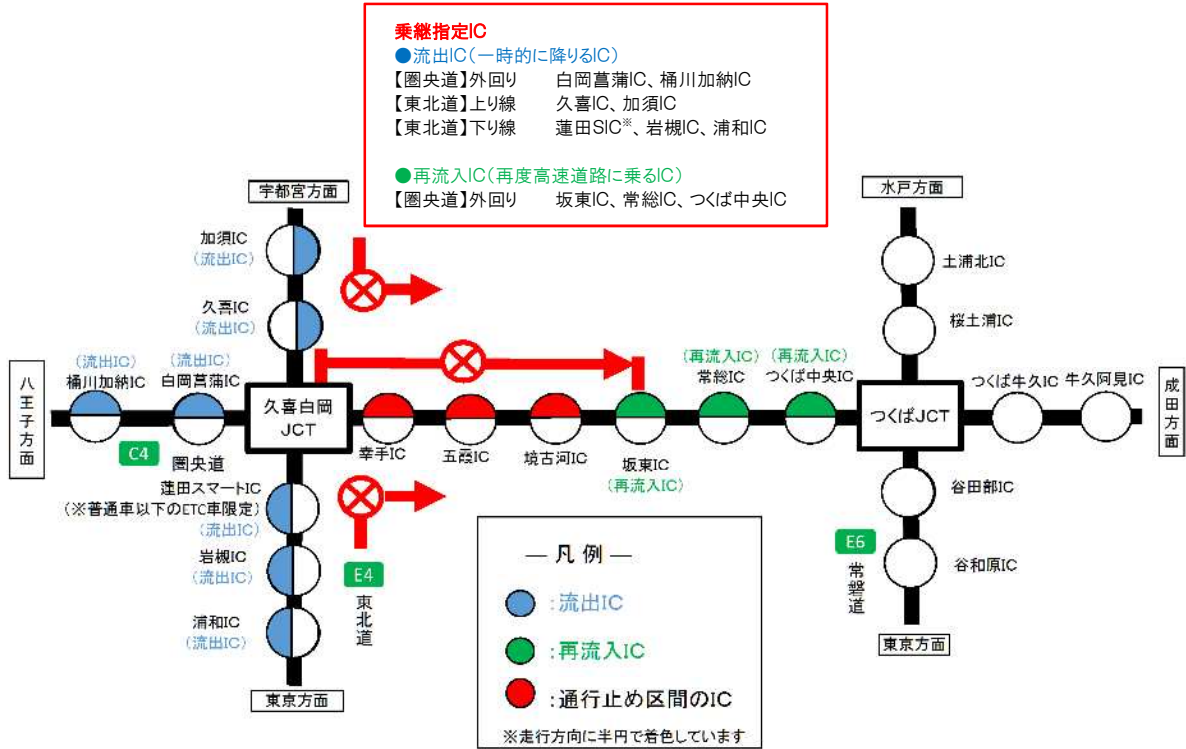 乗継指定IC
●流出IC(一時的に降りるIC)
【圏央道】外回り 白岡菖蒲IC、桶川加納IC
【東北道】上り線 久喜IC、加須IC
【東北道】下り線 蓮田SIC※、岩槻IC、浦和IC
●再流入IC(再度高速道路に乗るIC)
【圏央道】外回り 坂東IC、常総IC、つくば中央IC
宇都宮方面
水戸方面
加須IC
(流出IC)
久喜IC
(流出IC)
土浦北IC
桜土浦IC
八王子方面
(流出IC)
桶川加納IC
(流出IC)
白岡菖蒲IC
久喜白岡
JCT
(再流入IC)
常総IC
(再流入IC)
つくば中央IC
つくばJCT
つくば牛久IC
牛久阿見IC
成田方面
C4
圏央道
幸手IC
五霞IC
境古河IC
坂東IC
(再流入IC)
蓮田スマートIC
(※普通車以下のETC車限定)
(流出IC)
岩槻IC
(流出IC)
浦和IC
(流出IC)
E4
東北道
東京方面
谷田部IC
E6
常磐道
谷和原IC
東京方面
― 凡例 ―
:流出IC
:再流入IC
:通行止め区間のIC
※走行方向に半円で着色しています